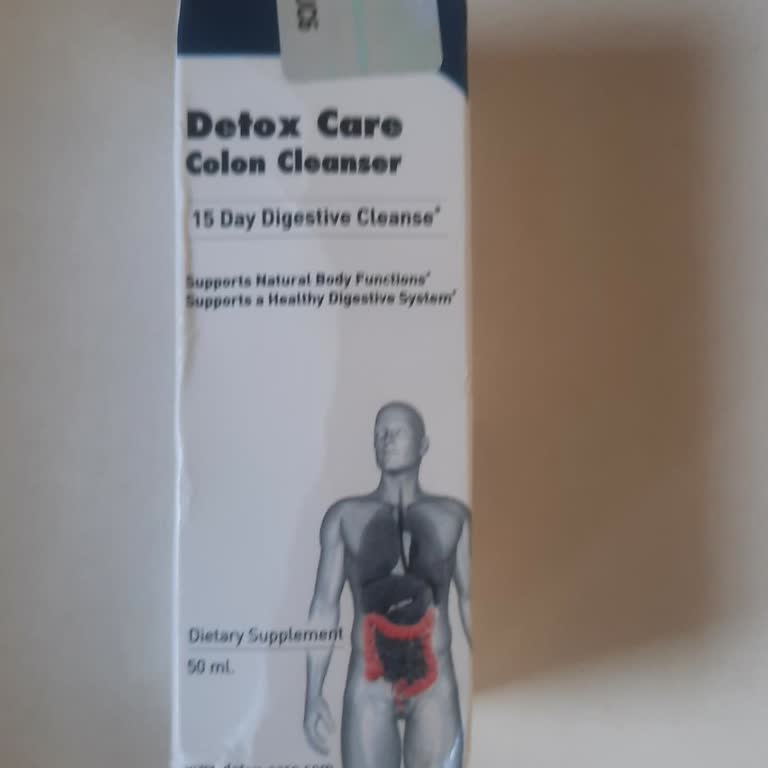 Detox Care
Colon Cleanser
15 Day Digestive Cleanse*
Supports Natural Body Functions*
Supports a Healthy Digestive System*
Dietary Supplement
50 ml.